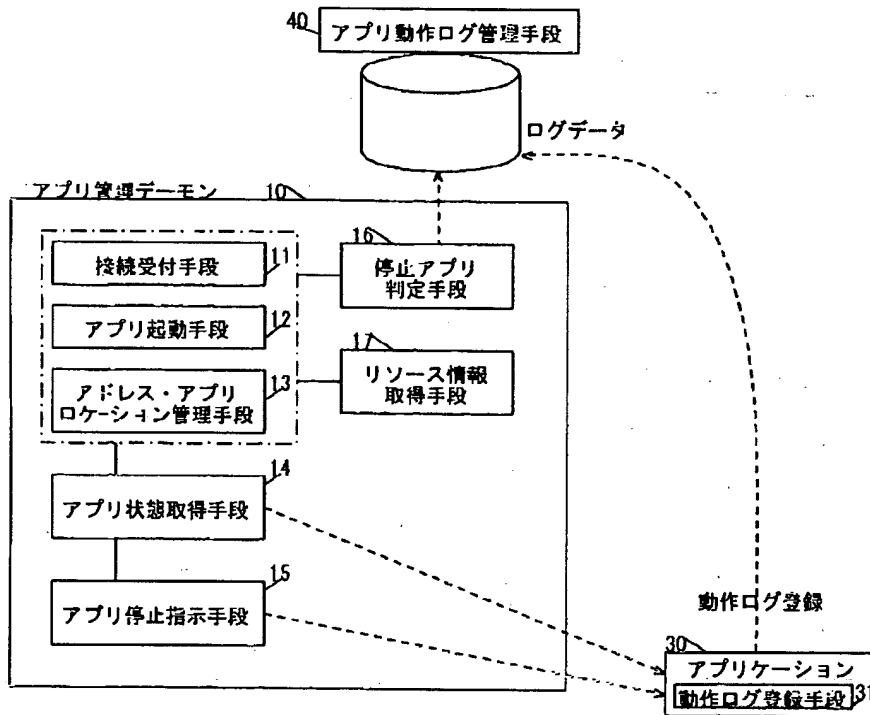 40
アプリ動作ログ管理手段
ログデータ
アプリ管理デーモン
10
接続受付手段
11
アプリ起動手段
12
アドレス・アプリ
ロケーション管理手段
13
16
停止アプリ
判定手段
17
リソース情報
取得手段
14
アプリ状態取得手段
15
アプリ停止指示手段
動作ログ登録
30
アプリケーション
動作ログ登録手段
31